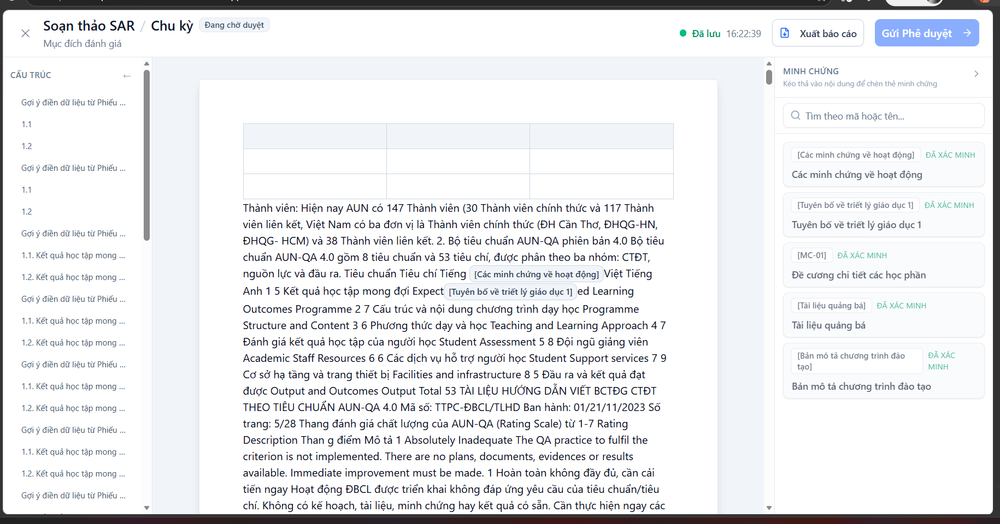 Soạn thảo SAR / Chu kỳ Đang chờ duyệt
Mục đích đánh giá
Đã lưu 16:22:39
Xuất báo cáo
Gửi Phê duyệt →
CẤU TRÚC ←
Gợi ý điền dữ liệu từ Phiếu ...
1.1
1.2
Gợi ý điền dữ liệu từ Phiếu ...
1.1
1.2
Gợi ý điền dữ liệu từ Phiếu ...
1.1. Kết quả học tập mong ...
1.2. Kết quả học tập mong ...
Gợi ý điền dữ liệu từ Phiếu ...
1.1. Kết quả học tập mong ...
1.2. Kết quả học tập mong ...
Gợi ý điền dữ liệu từ Phiếu ...
1.1. Kết quả học tập mong ...
1.2. Kết quả học tập mong ...
Gợi ý điền dữ liệu từ Phiếu ...
1.1. Kết quả học tập mong ...
1.2. Kết quả học tập mong ...
Gợi ý điền dữ liệu từ Phiếu ...
Thành viên: Hiện nay AUN có 147 Thành viên (30 Thành viên chính thức và 117 Thành
viên liên kết, Việt Nam có ba đơn vị là Thành viên chính thức (ĐH Cần Thơ, ĐHQG-HN,
ĐHQG- HCM) và 38 Thành viên liên kết. 2. Bộ tiêu chuẩn AUN-QA phiên bản 4.0 Bộ tiêu
chuẩn AUN-QA 4.0 gồm 8 tiêu chuẩn và 53 tiêu chí, được phân theo ba nhóm: CTĐT,
nguồn lực và đầu ra. Tiêu chuẩn Tiêu chí Tiếng [Các minh chứng về hoạt động] Việt Tiếng
Anh 1 5 Kết quả học tập mong đợi Expect [Tuyên bố về triết lý giáo dục 1] ed Learning
Outcomes Programme 2 7 Cấu trúc và nội dung chương trình dạy học Programme
Structure and Content 3 6 Phương thức dạy và học Teaching and Learning Approach 4 7
Đánh giá kết quả học tập của người học Student Assessment 5 8 Đội ngũ giảng viên
Academic Staff Resources 6 6 Các dịch vụ hỗ trợ người học Student Support services 7 9
Cơ sở hạ tầng và trang thiết bị Facilities and infrastructure 8 5 Đầu ra và kết quả đạt
được Output and Outcomes Output Total 53 TÀI LIỆU HƯỚNG DẪN VIẾT BCTĐG CTĐT
THEO TIÊU CHUẨN AUN-QA 4.0 Mã số: TTPC-ĐBCL/TLHD Ban hành: 01/21/11/2023 Số
trang: 5/28 Thang đánh giá chất lượng của AUN-QA (Rating Scale) từ 1-7 Rating
Description Than g điểm Mô tả 1 Absolutely Inadequate The QA practice to fulfil the
criterion is not implemented. There are no plans, documents, evidences or results
available. Immediate improvement must be made. 1 Hoàn toàn không đầy đủ, cần cải
tiến ngay Hoạt động ĐBCL được triển khai không đáp ứng yêu cầu của tiêu chuẩn/tiêu
chí. Không có kế hoạch, tài liệu, minh chứng hay kết quả có sẵn. Cần thực hiện ngay các
MINH CHỨNG
Kéo thả vào nội dung để chèn thẻ minh chứng
Tìm theo mã hoặc tên...
[Các minh chứng về hoạt động] ĐÃ XÁC MINH
Các minh chứng về hoạt động
[Tuyên bố về triết lý giáo dục 1] ĐÃ XÁC MINH
Tuyên bố về triết lý giáo dục 1
[MC-01] ĐÃ XÁC MINH
Đề cương chi tiết các học phần
[Tài liệu quảng bá] ĐÃ XÁC MINH
Tài liệu quảng bá
[Bản mô tả chương trình đào
tạo]
ĐÃ XÁC
MINH
Bản mô tả chương trình đào tạo